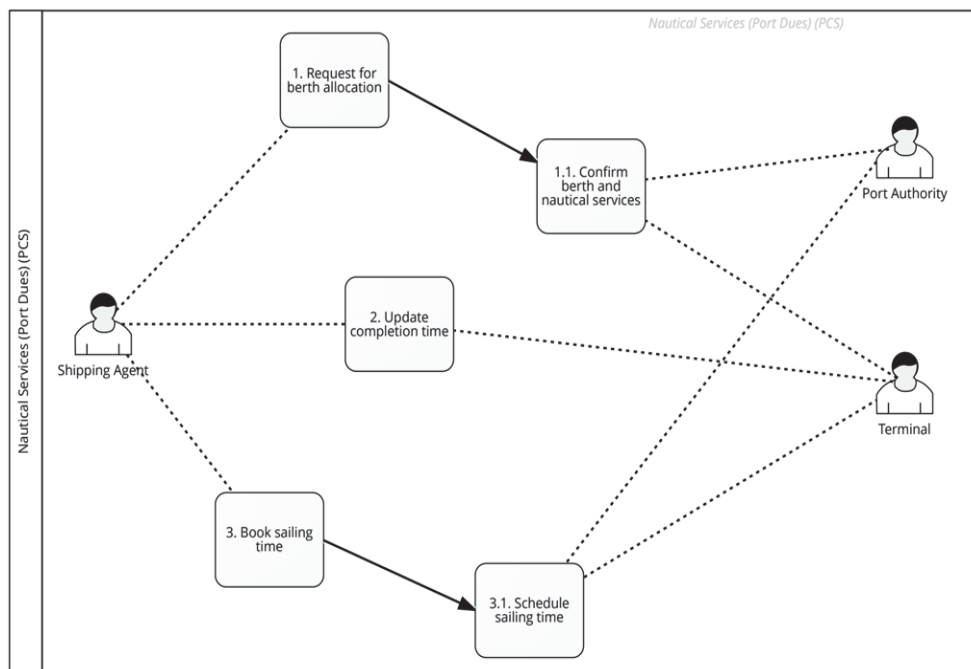 Nautical Services (Port Dues) (PCS)
Nautical Services (Port Dues) (PCS)
1. Request for
berth allocation
1.1. Confirm
berth and
nautical services
Port Authority
2. Update
completion time
Shipping Agent
Terminal
3. Book sailing
time
3.1. Schedule
sailing time